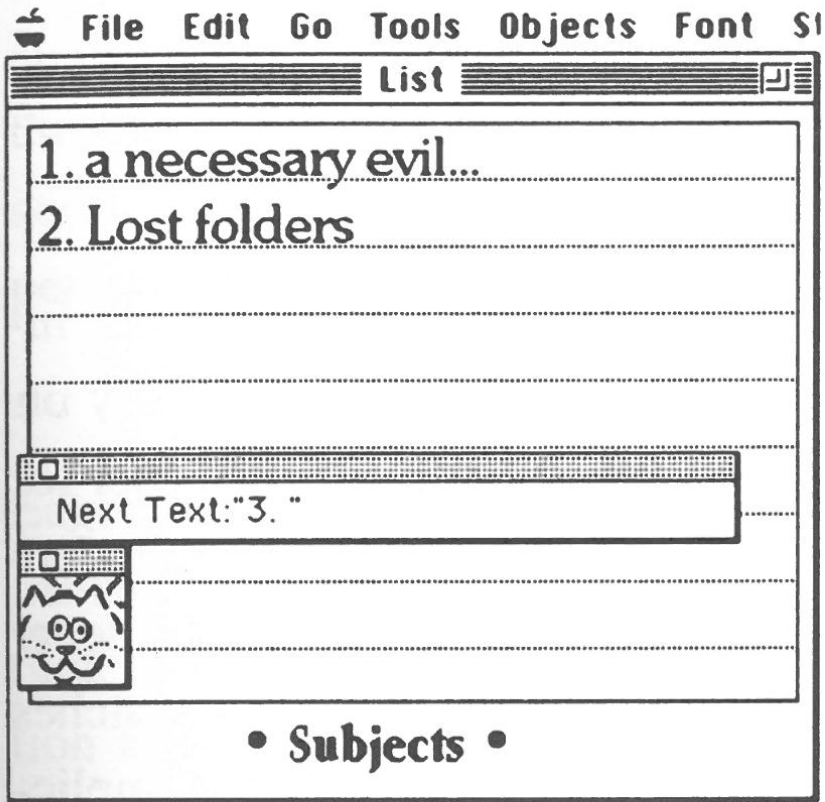 File Edit Go Tools Objects Font
List
1. a necessary evil...
2. Lost folders
Next Text:"3. "
• Subjects •